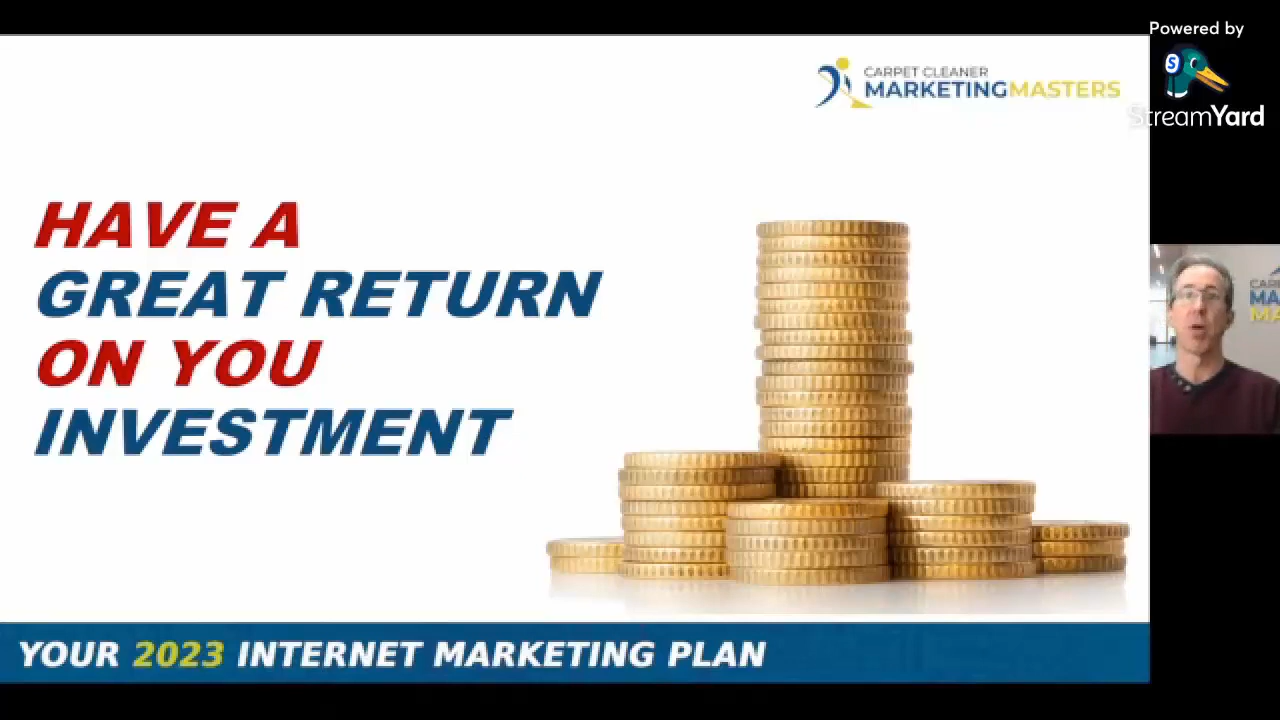 Powered by
StreamYard
CARPET CLEANER
MARKETINGMASTERS
HAVE A
GREAT RETURN
ON YOU
INVESTMENT
YOUR 2023 INTERNET MARKETING PLAN